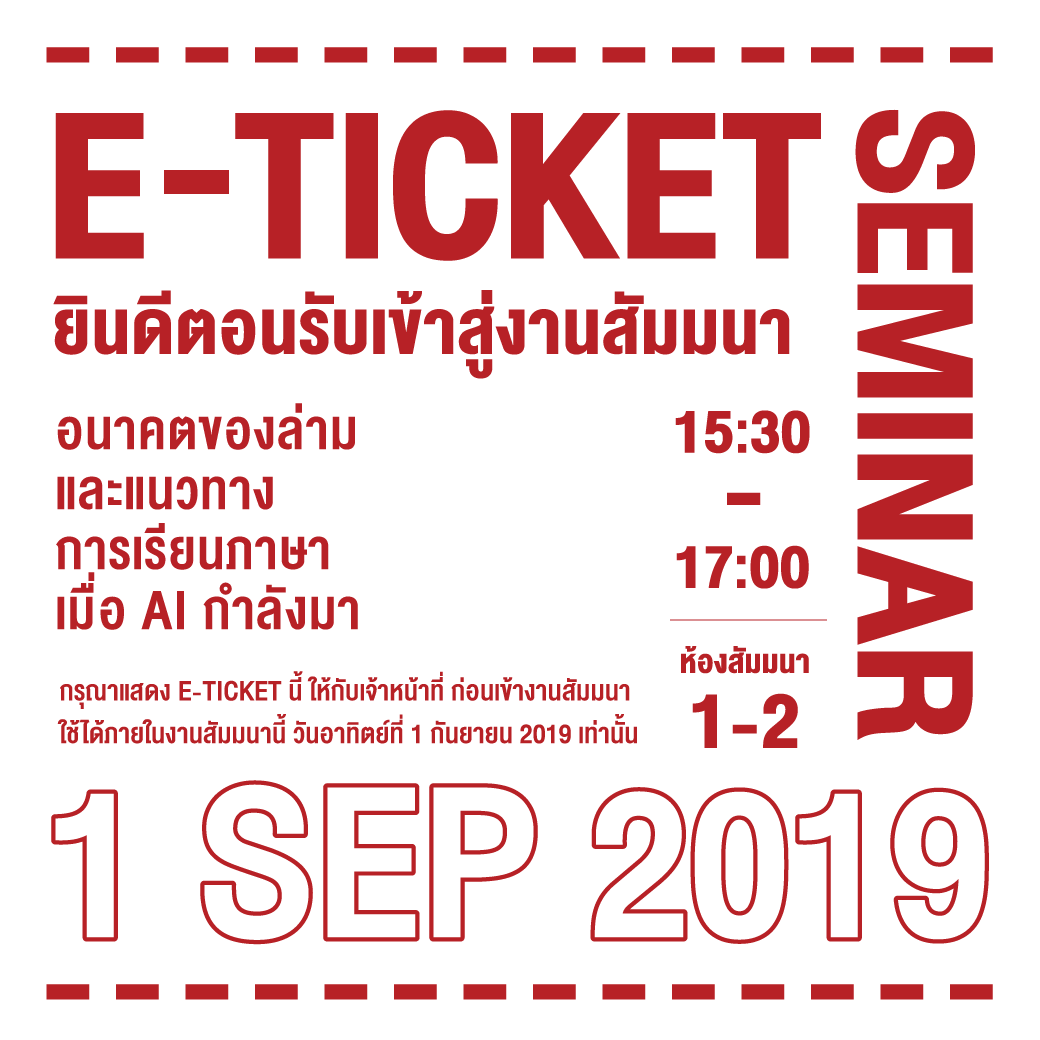 E-TICKET
SEMINAR
ยินดีตอนรับเข้าสู่งานสัมมนา
อนาคตของล่าม
และแนวทาง
การเรียนภาษา
เมื่อ AI กำลังมา
15:30
–
17:00
ห้องสัมมนา
1-2
กรุณาแสดง E-TICKET นี้ ให้กับเจ้าหน้าที่ ก่อนเข้างานสัมมนา
ใช้ได้ภายในงานสัมมนานี้ วันอาทิตย์ที่ 1 กันยายน 2019 เท่านั้น
1 SEP 2019